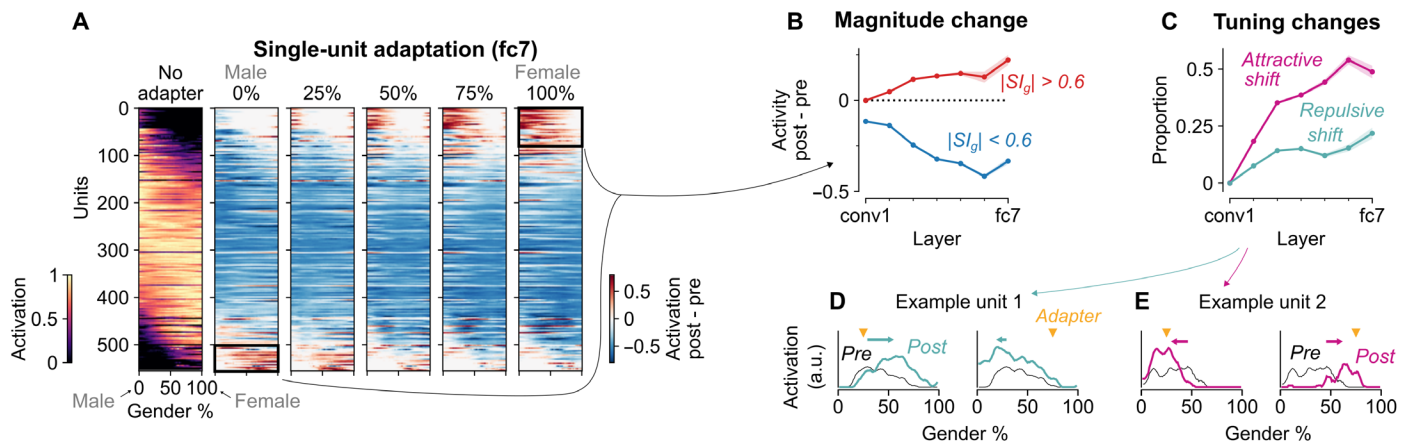 A
Single-unit adaptation (fc7)
No
adapter
Male
0%
25%
50%
75%
Female
100%
Units
0
100
200
300
400
500
Activation
1
0.5
0
0.5
0
−0.5
Activation
post - pre
0 50 100
Gender %
Male
Female
B
Magnitude change
Activity
post - pre
0
−0.5
|SIg| > 0.6
|SIg| < 0.6
conv1 fc7
Layer
C
Tuning changes
Proportion
0.5
0.25
0
Attractive
shift
Repulsive
shift
conv1 fc7
Layer
D
Example unit 1
Adapter
Activation
(a.u.)
Pre
Post
0 50 100
0 50 100
Gender %
E
Example unit 2
Pre
Post
0 50 100
0 50 100
Gender %